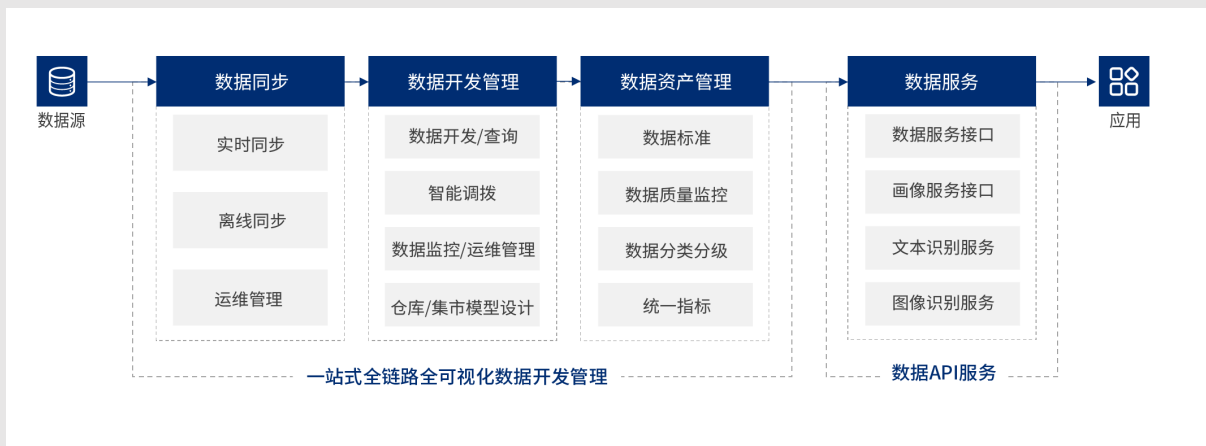 数据源
数据同步
实时同步
离线同步
运维管理
数据开发管理
数据开发/查询
智能调拨
数据监控/运维管理
仓库/集市模型设计
数据资产管理
数据标准
数据质量监控
数据分类分级
统一指标
一站式全链路全可视化数据开发管理
数据服务
数据服务接口
画像服务接口
文本识别服务
图像识别服务
数据API服务
应用